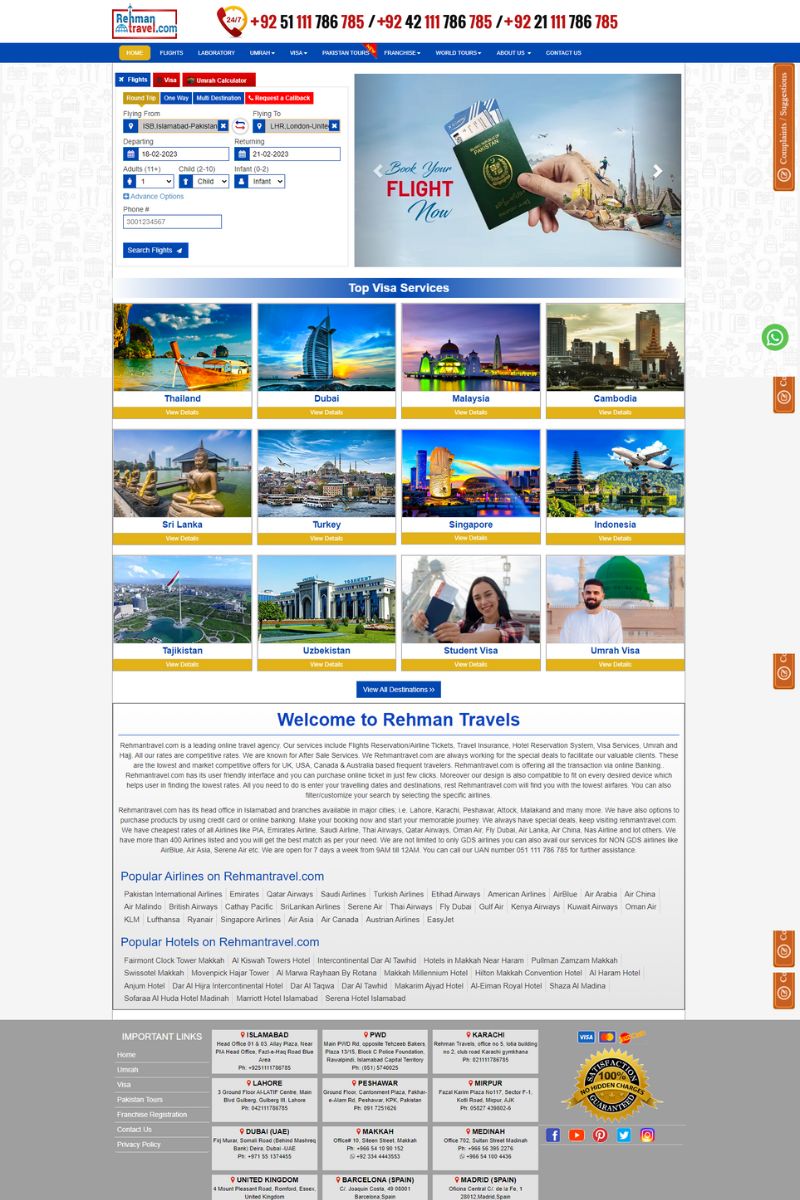 Rehman
travel.com
24/7
+92 51 111 786 785 /+92 42 111 786 785 /+92 21 111 786 785
HOME FLIGHTS LABORATORY UMRAH VISA PAKISTAN TOURS FRANCHISE WORLD TOURS ABOUT US CONTACT US
Flights Visa Umrah Calculator
Round Trip One Way Multi Destination Request a Callback
Flying From Flying To
ISB,Islamabad-Pakistan LHR,London-Unite
Departing Returning
18-02-2023 21-02-2023
Adults (11+) Child (2-10) Infant (0-2)
1 Child Infant
Advance Options
Phone #
3001234567
Search Flights
Book Your
FLIGHT
Now
Complaints / Suggestions
Top Visa Services
Thailand Dubai Malaysia Cambodia
View Details View Details View Details View Details
Sri Lanka Turkey Singapore Indonesia
View Details View Details View Details View Details
Tajikistan Uzbekistan Student Visa Umrah Visa
View Details View Details View Details View Details
View All Destinations »
Welcome to Rehman Travels
Rehmantravel.com is a leading online travel agency. Our services include Flights Reservation/Airline Tickets, Travel Insurance, Hotel Reservation System, Visa Services, Umrah and
Hajj. All our rates are competitive rates. We are known for After Sale Services. We Rehmantravel.com are always working for the special deals to facilitate our valuable clients. These
are the lowest and market competitive offers for UK, USA, Canada & Australia based frequent travelers. Rehmantravel.com is offering all the transaction via online Banking.
Rehmantravel.com has its user friendly interface and you can purchase online ticket in just few clicks. Moreover our design is also compatible to fit on every desired device which
helps user in finding the lowest rates. All you need to do is enter your travelling dates and destinations, rest Rehmantravel.com will find you with the lowest airfares. You can also
filter/customize your search by selecting the specific airlines.
Rehmantravel.com has its head office in Islamabad and branches available in major cities; i.e. Lahore, Karachi, Peshawar, Attock, Malakand and many more. We have also options to
purchase products by using credit card or online banking. Make your booking now and start your memorable journey. We always have special deals, keep visiting rehmantravel.com.
We have cheapest rates of all Airlines like PIA, Emirates Airline, Saudi Airline, Thai Airways, Qatar Airways, Oman Air, Fly Dubai, Air Lanka, Air China, Nas Airline and lot others. We
have more than 400 Airlines listed and you will get the best match as per your need. We are not limited to only GDS airlines you can also avail our services for NON GDS airlines like
AirBlue, Air Asia, Serene Air etc. We are open for 7 days a week from 9AM till 12AM. You can call our UAN number 051 111 786 785 for further assistance.
Popular Airlines on Rehmantravel.com
Pakistan International Airlines Emirates Qatar Airways Saudi Airlines Turkish Airlines Etihad Airways American Airlines AirBlue Air Arabia Air China
Air Malindo British Airways Cathay Pacific SriLankan Airlines Serene Air Thai Airways Fly Dubai Gulf Air Kenya Airways Kuwait Airways Oman Air
KLM Lufthansa Ryanair Singapore Airlines Air Asia Air Canada Austrian Airlines EasyJet
Popular Hotels on Rehmantravel.com
Fairmont Clock Tower Makkah Al Kiswah Towers Hotel Intercontinental Dar Al Tawhid Hotels in Makkah Near Haram Pullman Zamzam Makkah
Swissotel Makkah Movenpick Hajar Tower Al Marwa Rayhaan By Rotana Makkah Millennium Hotel Hilton Makkah Convention Hotel Al Haram Hotel
Anjum Hotel Dar Al Hijra Intercontinental Hotel Dar Al Taqwa Dar Al Tawhid Makarim Ajyad Hotel Al-Eiman Royal Hotel Shaza Al Madina
Sofaraa Al Huda Hotel Madinah Marriott Hotel Islamabad Serena Hotel Islamabad
IMPORTANT LINKS
Home
Umrah
Visa
Pakistan Tours
Franchise Registration
Contact Us
Privacy Policy
ISLAMABAD
Head Office 01 & 03, Allay Plaza, Near
PIA Head Office, Fazl-e-Haq Road Blue
Area
Ph: +9251111786785
PWD
Main PWD Rd, opposite Tehzeeb Bakers,
Plaza 13/15, Block C Police Foundation,
Rawalpindi, Islamabad Capital Territory
Ph: (051) 5740025
KARACHI
Rehman Travels, office no 5, lotia building
no 2, club road Karachi gymkhana
Ph: 021111786785
LAHORE
3 Ground Floor Al-LATIF Centre, Main
Blvd Gulberg, Gulberg III, Lahore
Ph: 042111786785
PESHAWAR
Ground Floor, Cantonment Plaza, Fakhar-
e-Alam Rd, Peshawar, KPK, Pakistan
Ph: 091 7251626
MIRPUR
Fazal Karim Plaza No117, Sector F-1,
Kotli Road, Mirpur, AJK
Ph: 05827 439802-6
DUBAI (UAE)
Firj Murar, Somali Road (Behind Mashreq
Bank) Deira, Dubai -UAE
Ph: +971 55 1374455
MAKKAH
Office# 10, Siteen Street, Makkah
Ph: +966 54 10 90 152
+92 334 4443553
MEDINAH
Office 702, Sultan Street Madinah
Ph: +966 56 395 2276
+966 54 100 4436
UNITED KINGDOM
4 Mount Pleasant Road, Romford, Essex,
United Kingdom
BARCELONA (SPAIN)
C/. Joaquin Costa, 49 08001
Barcelona.Spain
MADRID (SPAIN)
Oficina Central C/. de la Fe, 1
28012,Madrid,Spain
VISA
SATISFACTION
100%
NO HIDDEN CHARGES
GUARANTEED